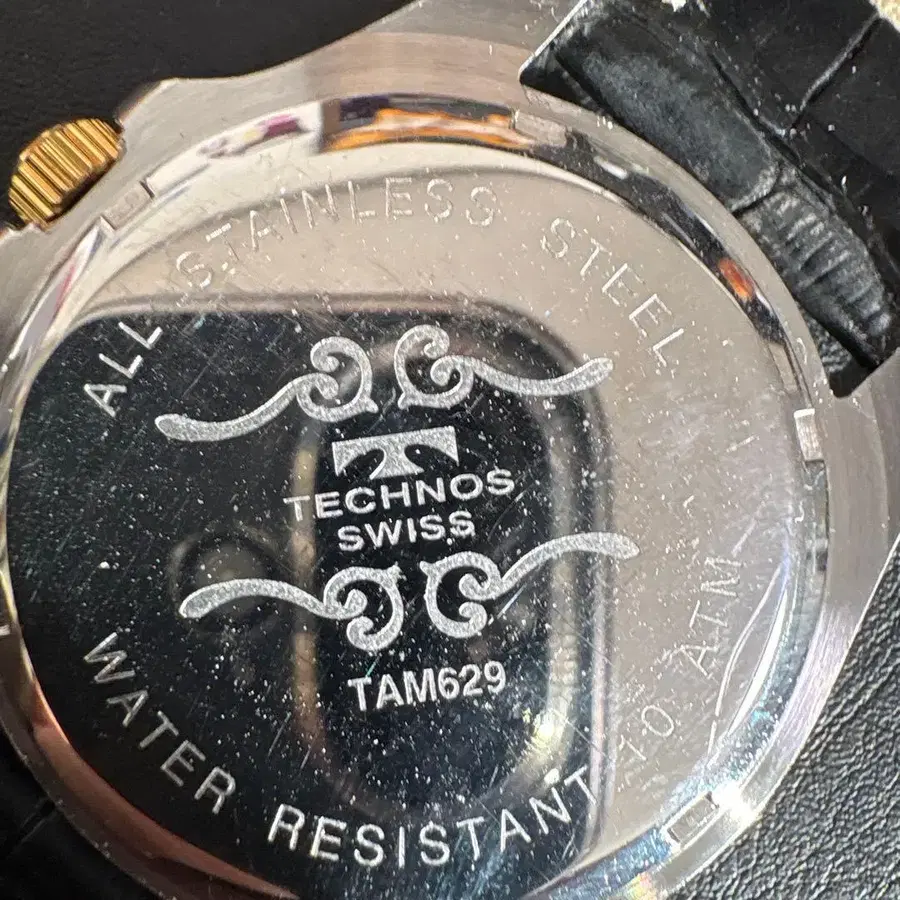 ALL STAINLESS STEEL
T
TECHNOS
SWISS
TAM629
WATER RESISTANT 10 ATM